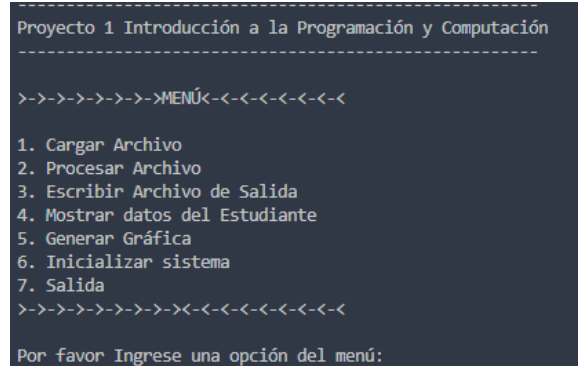 ------------------------------------------------------
Proyecto 1 Introducción a la Programación y Computación
------------------------------------------------------
>->->->->->->->MENÚ<-<-<-<-<-<-<-<
1. Cargar Archivo
2. Procesar Archivo
3. Escribir Archivo de Salida
4. Mostrar datos del Estudiante
5. Generar Gráfica
6. Inicializar sistema
7. Salida
>->->->->->->->-><-<-<-<-<-<-<-<-<
Por favor Ingrese una opción del menú: